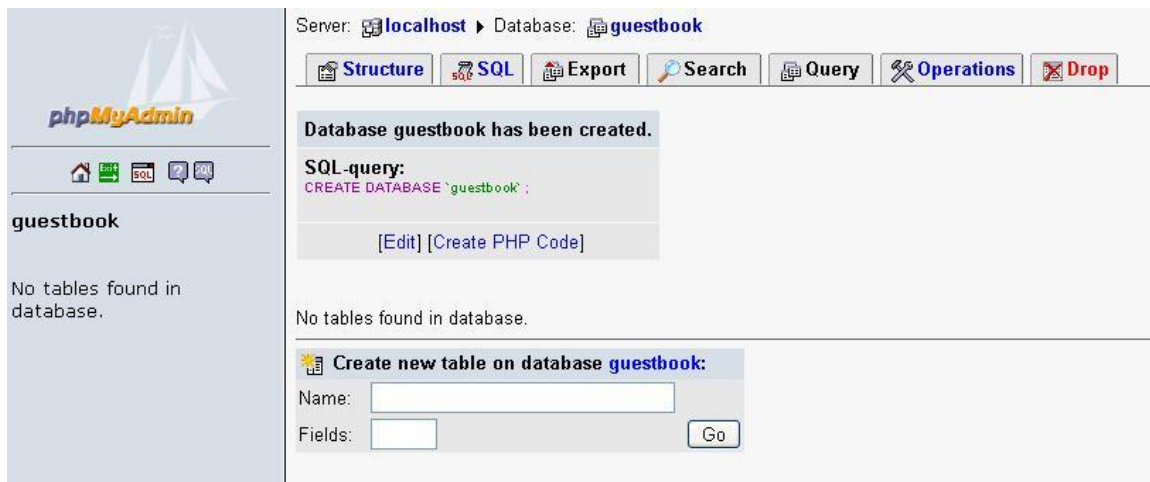 phpMyAdmin
guestbook
No tables found in
database.
Server: localhost ▸ Database: guestbook
Structure SQL Export Search Query Operations Drop
Database guestbook has been created.
SQL-query:
CREATE DATABASE `guestbook` ;
[Edit] [Create PHP Code]
No tables found in database.
Create new table on database guestbook:
Name:
Fields: Go